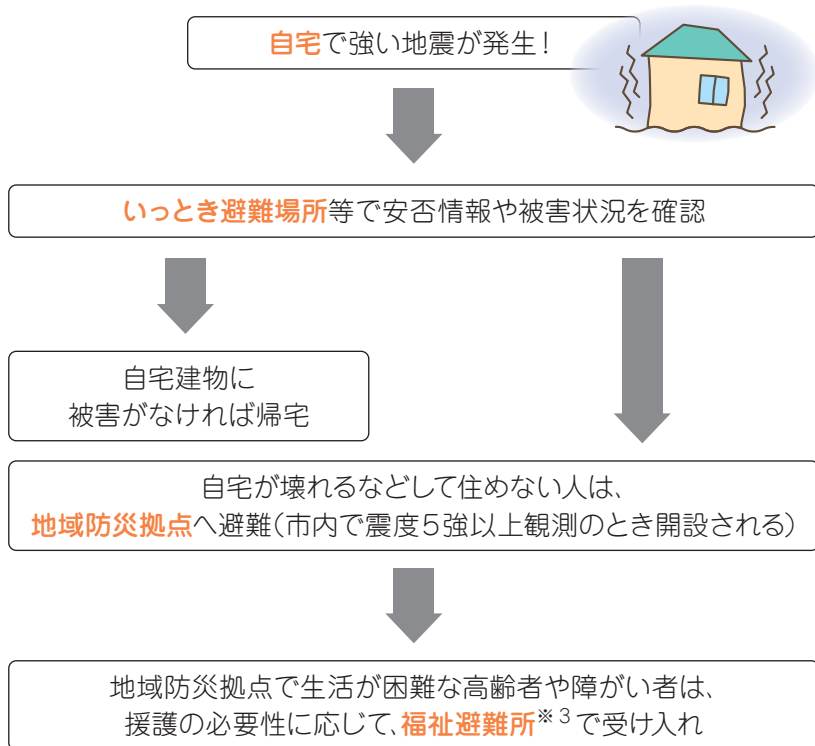 自宅で強い地震が発生！
いっとき避難場所等で安否情報や被害状況を確認
自宅建物に
被害がなければ帰宅
自宅が壊れるなどして住めない人は、
地域防災拠点へ避難（市内で震度5強以上観測のとき開設される）
地域防災拠点で生活が困難な高齢者や障がい者は、
援護の必要性に応じて、福祉避難所※3で受け入れ